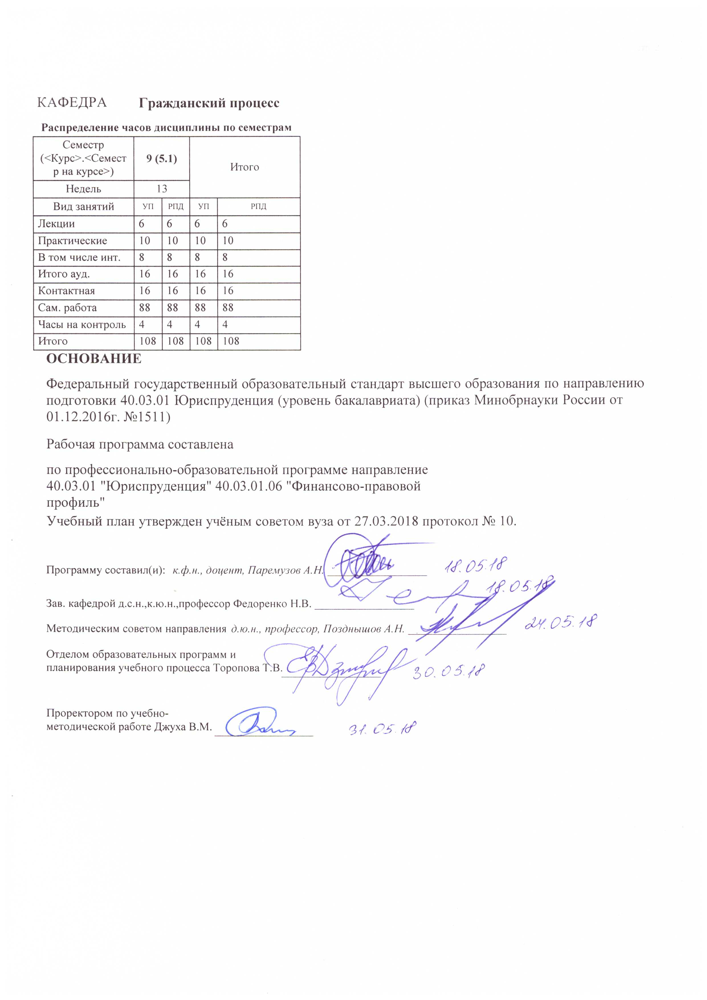 КАФЕДРА Гражданский процесс
Распределение часов дисциплины по семестрам
Семестр
(<Курс>.<Семест
р на курсе>)
9 (5.1)
Итого
Недель 13
Вид занятий УП РПД УП РПД
Лекции 6 6 6 6
Практические 10 10 10 10
В том числе инт. 8 8 8 8
Итого ауд. 16 16 16 16
Контактная 16 16 16 16
Сам. работа 88 88 88 88
Часы на контроль 4 4 4 4
Итого 108 108 108 108
ОСНОВАНИЕ
Федеральный государственный образовательный стандарт высшего образования по направлению
подготовки 40.03.01 Юриспруденция (уровень бакалавриата) (приказ Минобрнауки России от
01.12.2016г. №1511)
Рабочая программа составлена
по профессионально-образовательной программе направление
40.03.01 "Юриспруденция" 40.03.01.06 "Финансово-правовой
профиль"
Учебный план утвержден учёным советом вуза от 27.03.2018 протокол № 10.
Программу составил(и): к.ф.н., доцент, Паремузов А.Н. 18.05.18
18.05.18
Зав. кафедрой д.с.н.,к.ю.н.,профессор Федоренко Н.В.
Методическим советом направления д.ю.н., профессор, Позднышов А.Н. 24.05.18
Отделом образовательных программ и
планирования учебного процесса Торопова Т.В. 30.05.18
Проректором по учебно-
методической работе Джуха В.М. 31.05.18